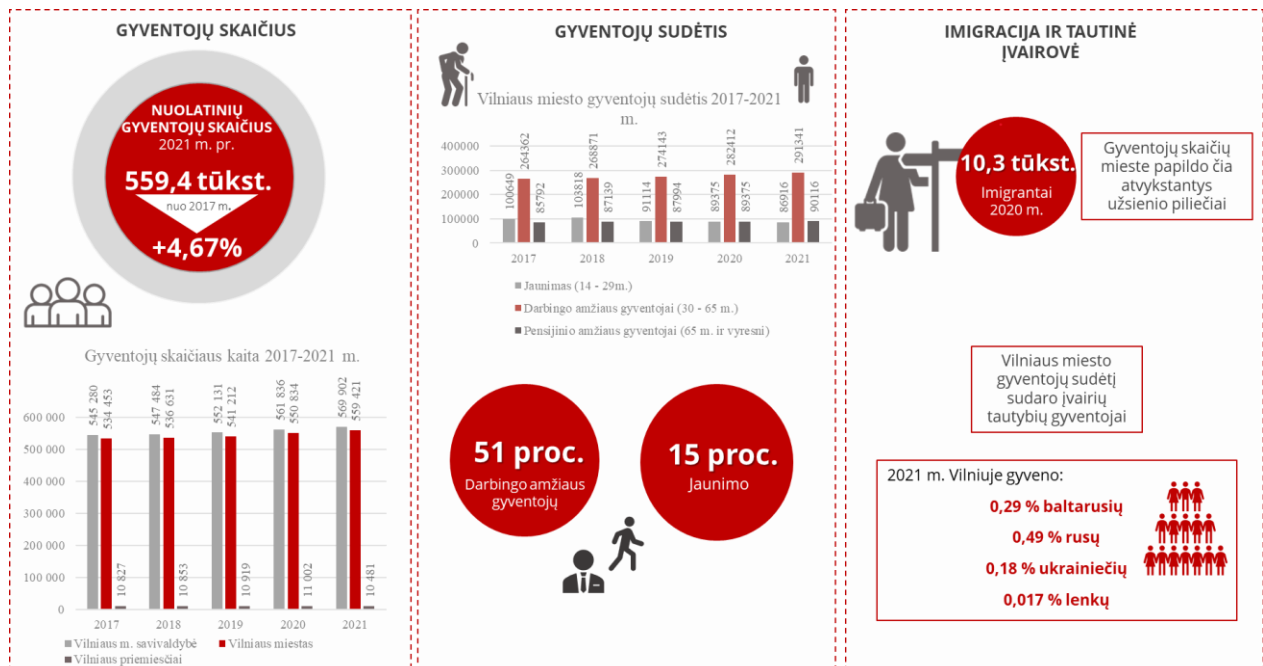 GYVENTOJŲ SKAIČIUS
NUOLATINIŲ
GYVENTOJŲ SKAIČIUS
2021 m. pr.
559,4 tūkst.
nuo 2017 m.
+4,67%
Gyventojų skaičiaus kaita 2017-2021 m.
600 000
500 000
400 000
300 000
200 000
100 000
0
545 280
534 453
10 827
547 484
536 631
10 853
552 131
541 212
10 919
561 836
550 834
11 002
569 902
559 421
10 481
2017
2018
2019
2020
2021
Vilniaus m. savivaldybė
Vilniaus miestas
Vilniaus priemiesčiai
GYVENTOJŲ SUDĖTIS
Vilniaus miesto gyventojų sudėtis 2017-2021
m.
400000
300000
200000
100000
0
100649
264362
85792
103818
268871
87139
91114
274143
87994
89375
282412
89375
86916
291341
90116
2017
2018
2019
2020
2021
Jaunimas (14 - 29m.)
Darbingo amžiaus gyventojai (30 - 65 m.)
Pensijinio amžiaus gyventojai (65 m. ir vyresni)
51 proc.
Darbingo amžiaus
gyventojų
15 proc.
Jaunimo
IMIGRACIJA IR TAUTINĖ
ĮVAIROVĖ
10,3 tūkst.
Imigrantai
2020 m.
Gyventojų skaičių
mieste papildo čia
atvykstantys
užsienio piliečiai
Vilniaus miesto
gyventojų sudėtį
sudaro įvairių
tautybių gyventojai
2021 m. Vilniuje gyveno:
0,29 % baltarusių
0,49 % rusų
0,18 % ukrainiečių
0,017 % lenkų